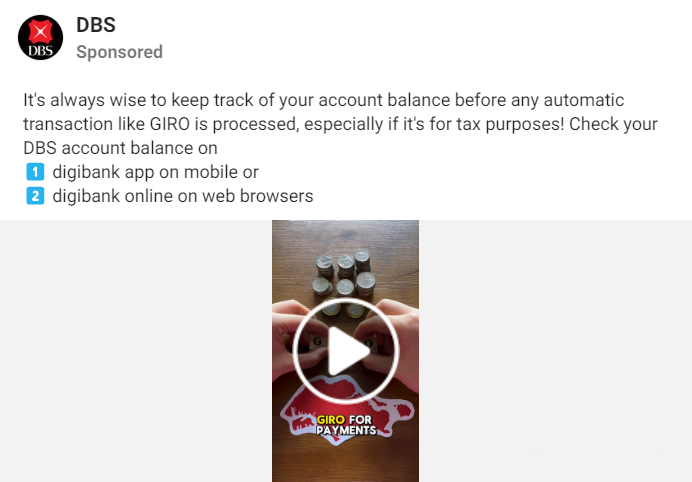 DBS
DBS
Sponsored
It's always wise to keep track of your account balance before any automatic
transaction like GIRO is processed, especially if it's for tax purposes! Check your
DBS account balance on
1 digibank app on mobile or
2 digibank online on web browsers
G
GIRO FOR
PAYMENTS